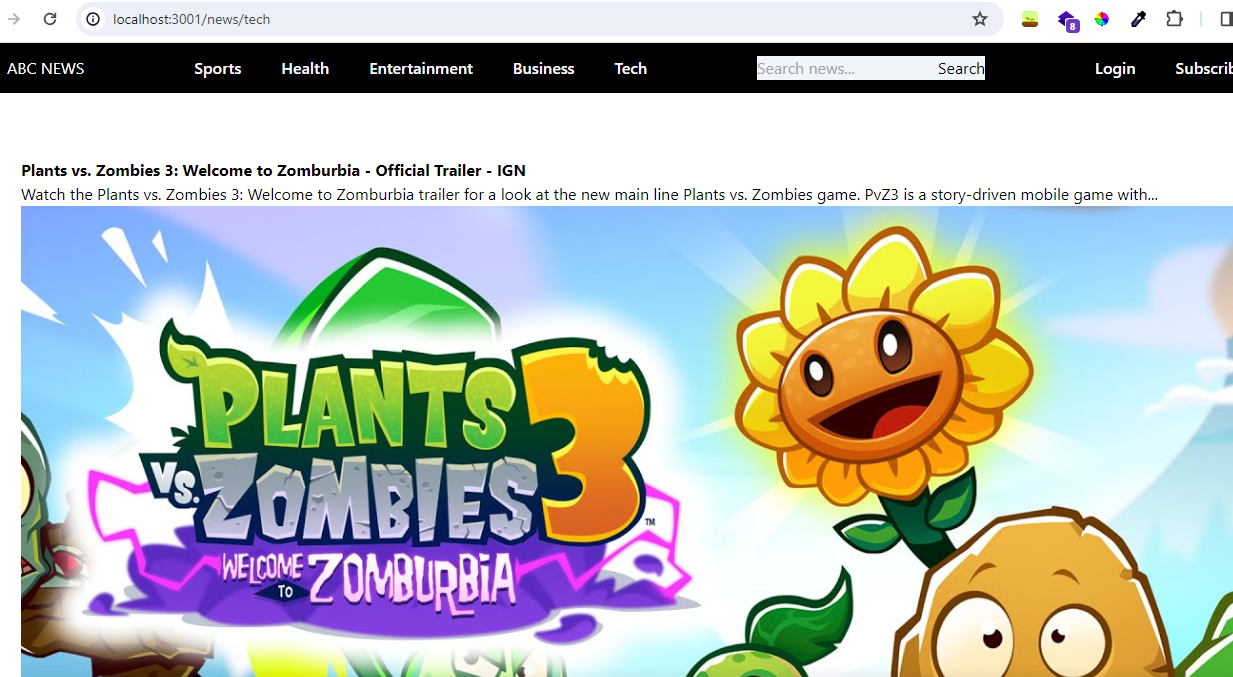 localhost:3001/news/tech
8
ABC NEWS Sports Health Entertainment Business Tech Search news... Search Login Subscrib
Plants vs. Zombies 3: Welcome to Zomburbia - Official Trailer - IGN
Watch the Plants vs. Zombies 3: Welcome to Zomburbia trailer for a look at the new main line Plants vs. Zombies game. PvZ3 is a story-driven mobile game with...
PLANTS
VS. ZOMBIES 3 ™
WELCOME TO ZOMBURBIA